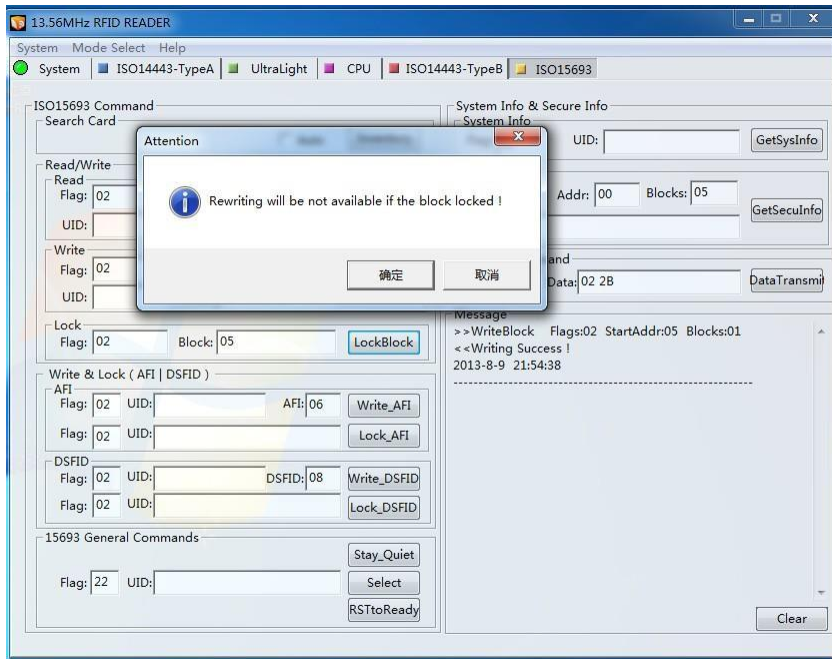 13.56MHz RFID READER
System Mode Select Help
System ISO14443-TypeA UltraLight CPU ISO14443-TypeB ISO15693
ISO15693 Command
Search Card
System Info & Secure Info
System Info
UID: GetSysInfo
Attention
Rewriting will be not available if the block locked !
确定 取消
Read/Write
Read
Flag: 02
UID:
Addr: 00 Blocks: 05
GetSecuInfo
Write
Flag: 02
UID:
and
Data: 02 2B DataTransmit
Lock
Flag: 02 Block: 05 LockBlock
Message
>>WriteBlock Flags:02 StartAddr:05 Blocks:01
<<Writing Success !
2013-8-9 21:54:38
--------------------------------------------------------------
Write & Lock ( AFI | DSFID )
AFI
Flag: 02 UID: AFI: 06 Write_AFI
Flag: 02 UID: Lock_AFI
DSFID
Flag: 02 UID: DSFID: 08 Write_DSFID
Flag: 02 UID: Lock_DSFID
15693 General Commands
Stay_Quiet
Flag: 22 UID: Select
RSTtoReady
Clear